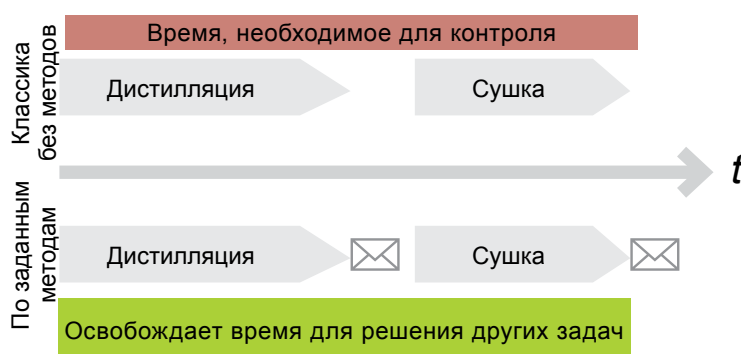 Классика
без методов
Время, необходимое для контроля
Дистилляция
Сушка
t
По заданным
методам
Дистилляция
Сушка
Освобождает время для решения других задач